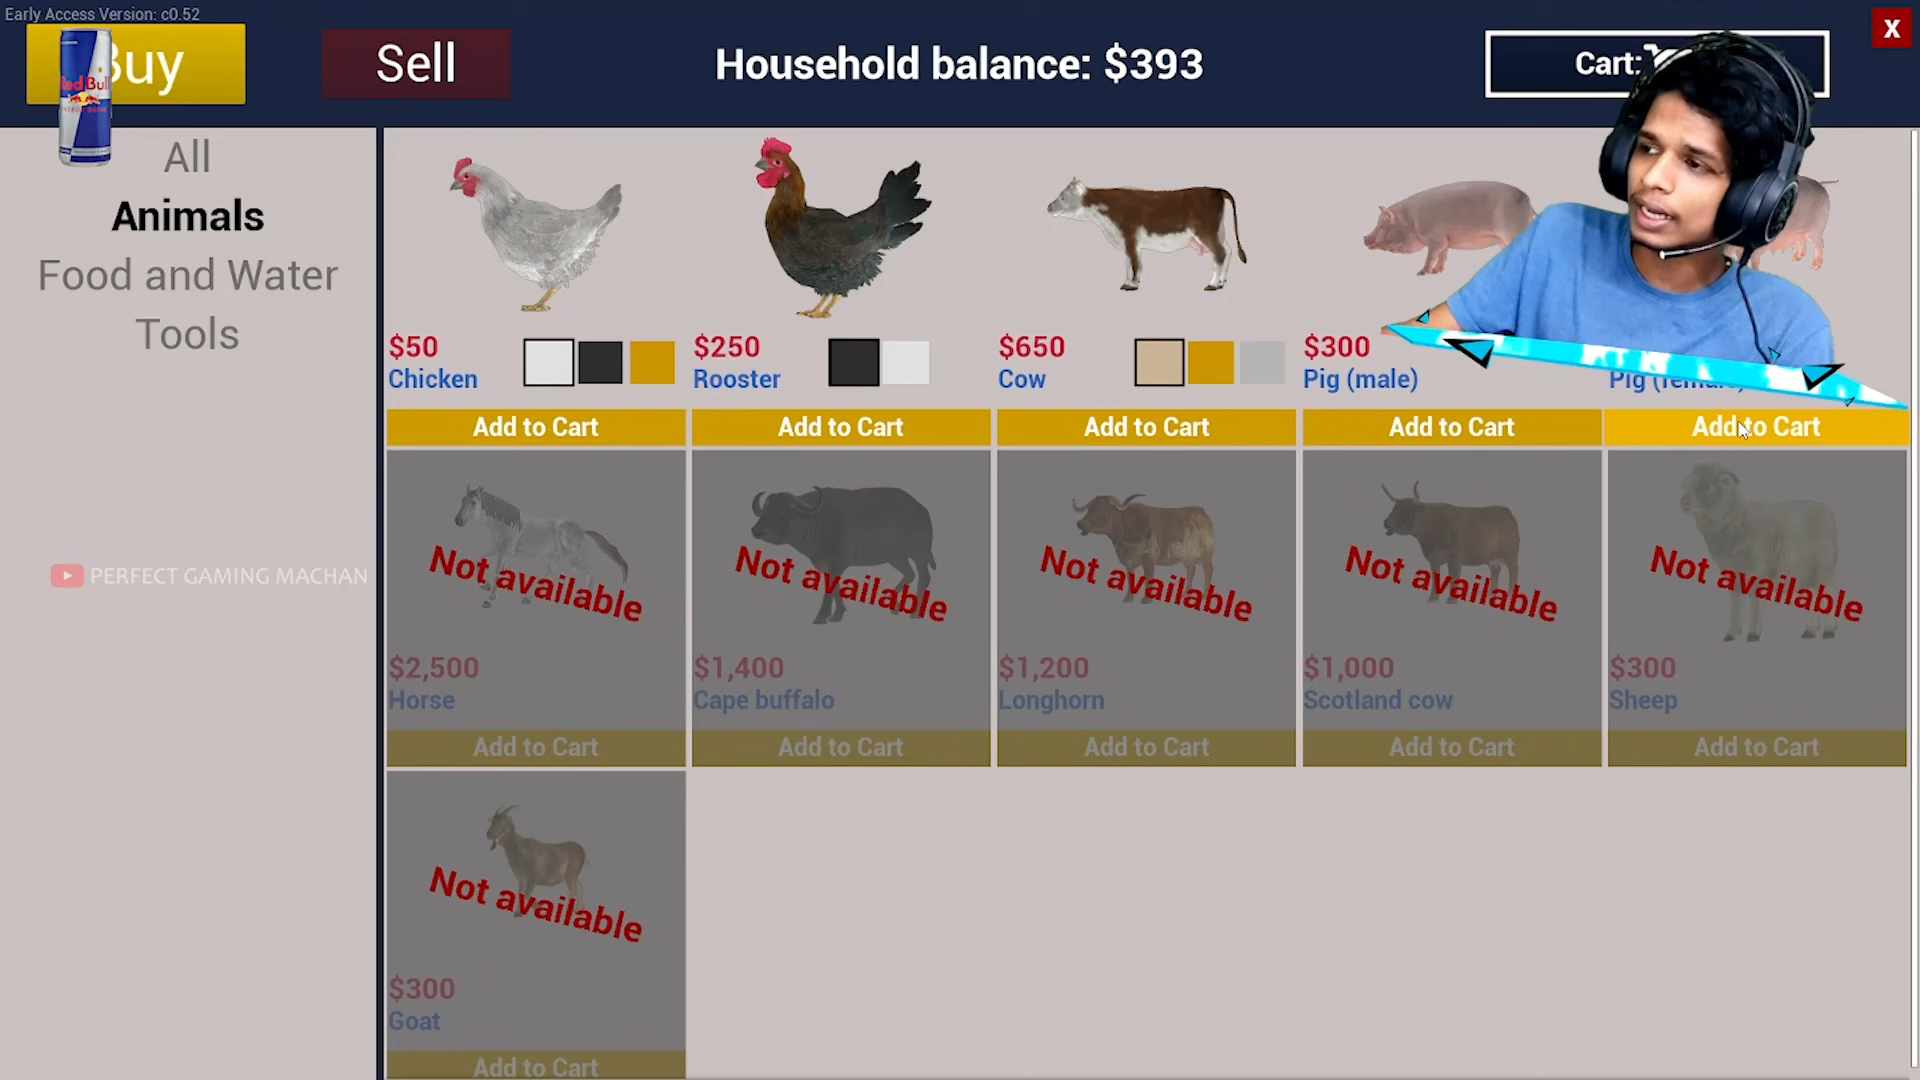 Early Access Version: c0.52
Buy
Sell
Household balance: $393
Cart:
X
Red Bull
All
Animals
Food and Water
Tools
PERFECT GAMING MACHAN
$50
Chicken
Add to Cart
$250
Rooster
Add to Cart
$650
Cow
Add to Cart
$300
Pig (male)
Add to Cart
Pig (female)
Add to Cart
Not available
$2,500
Horse
Add to Cart
Not available
$1,400
Cape buffalo
Add to Cart
Not available
$1,200
Longhorn
Add to Cart
Not available
$1,000
Scotland cow
Add to Cart
Not available
$300
Sheep
Add to Cart
Not available
$300
Goat
Add to Cart